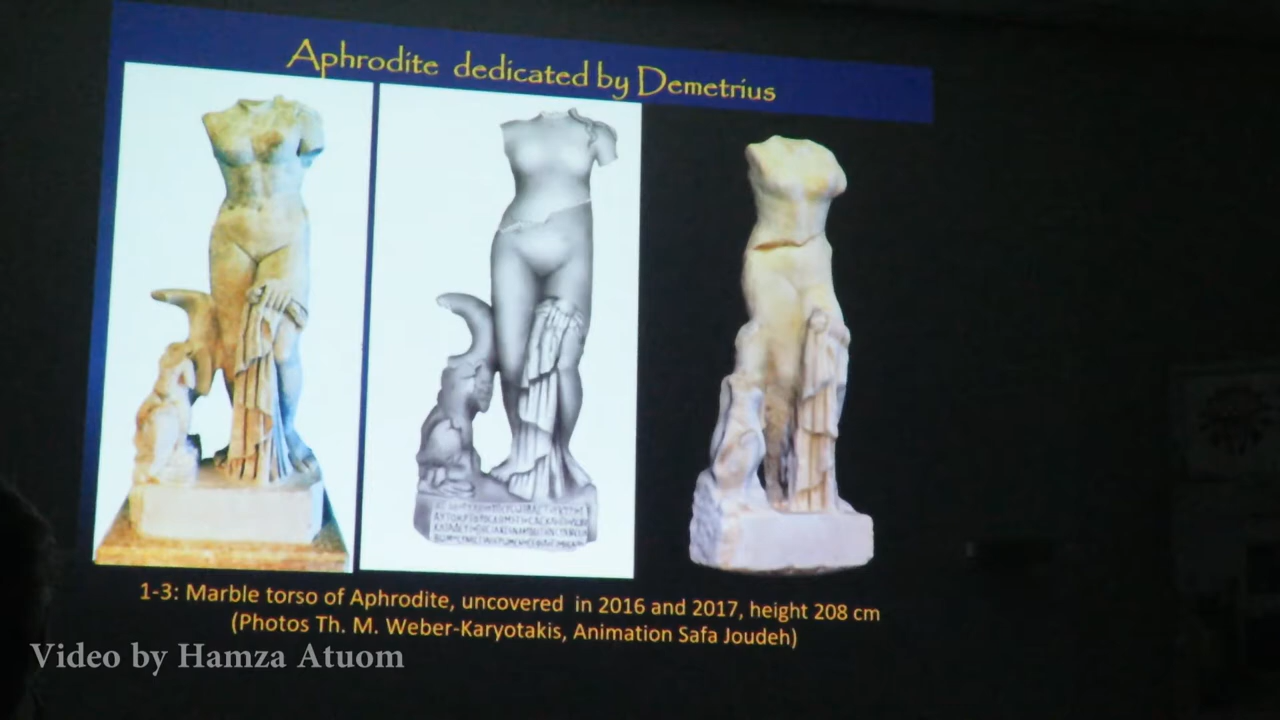 Aphrodite dedicated by Demetrius
1-3: Marble torso of Aphrodite, uncovered in 2016 and 2017, height 208 cm
(Photos Th. M. Weber-Karyotakis, Animation Safa Joudeh)
Video by Hamza Atuom